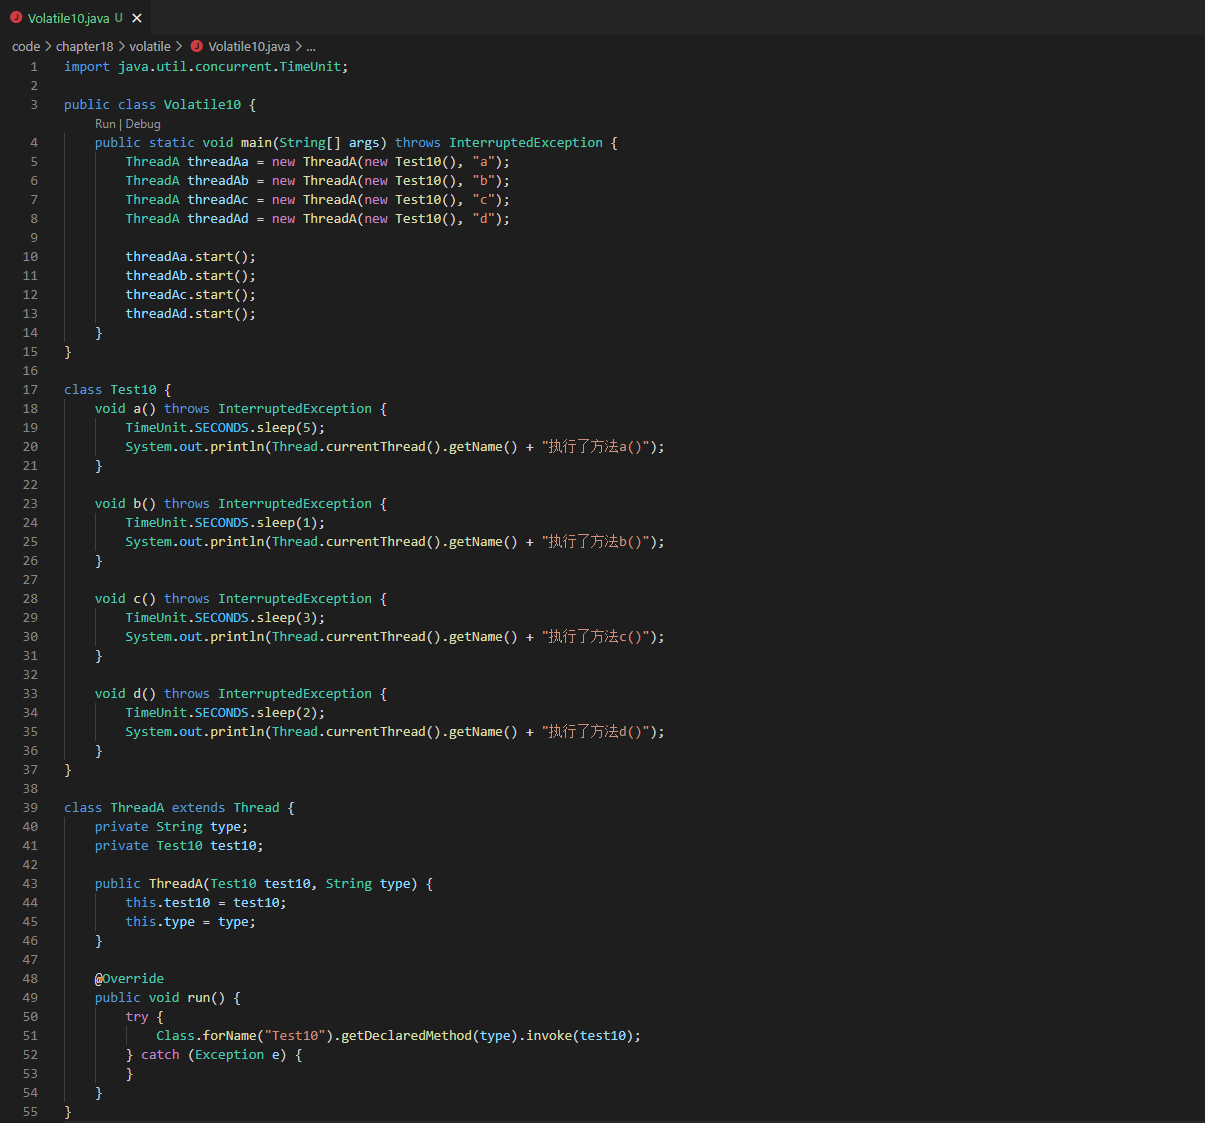 Volatile10.java U
code > chapter18 > volatile > Volatile10.java > ...
1 import java.util.concurrent.TimeUnit;
2
3 public class Volatile10 {
Run | Debug
4 public static void main(String[] args) throws InterruptedException {
5 ThreadA threadAa = new ThreadA(new Test10(), "a");
6 ThreadA threadAb = new ThreadA(new Test10(), "b");
7 ThreadA threadAc = new ThreadA(new Test10(), "c");
8 ThreadA threadAd = new ThreadA(new Test10(), "d");
9
10 threadAa.start();
11 threadAb.start();
12 threadAc.start();
13 threadAd.start();
14 }
15 }
16
17 class Test10 {
18 void a() throws InterruptedException {
19 TimeUnit.SECONDS.sleep(5);
20 System.out.println(Thread.currentThread().getName() + "执行了方法a()");
21 }
22
23 void b() throws InterruptedException {
24 TimeUnit.SECONDS.sleep(1);
25 System.out.println(Thread.currentThread().getName() + "执行了方法b()");
26 }
27
28 void c() throws InterruptedException {
29 TimeUnit.SECONDS.sleep(3);
30 System.out.println(Thread.currentThread().getName() + "执行了方法c()");
31 }
32
33 void d() throws InterruptedException {
34 TimeUnit.SECONDS.sleep(2);
35 System.out.println(Thread.currentThread().getName() + "执行了方法d()");
36 }
37 }
38
39 class ThreadA extends Thread {
40 private String type;
41 private Test10 test10;
42
43 public ThreadA(Test10 test10, String type) {
44 this.test10 = test10;
45 this.type = type;
46 }
47
48 @Override
49 public void run() {
50 try {
51 Class.forName("Test10").getDeclaredMethod(type).invoke(test10);
52 } catch (Exception e) {
53 }
54 }
55 }